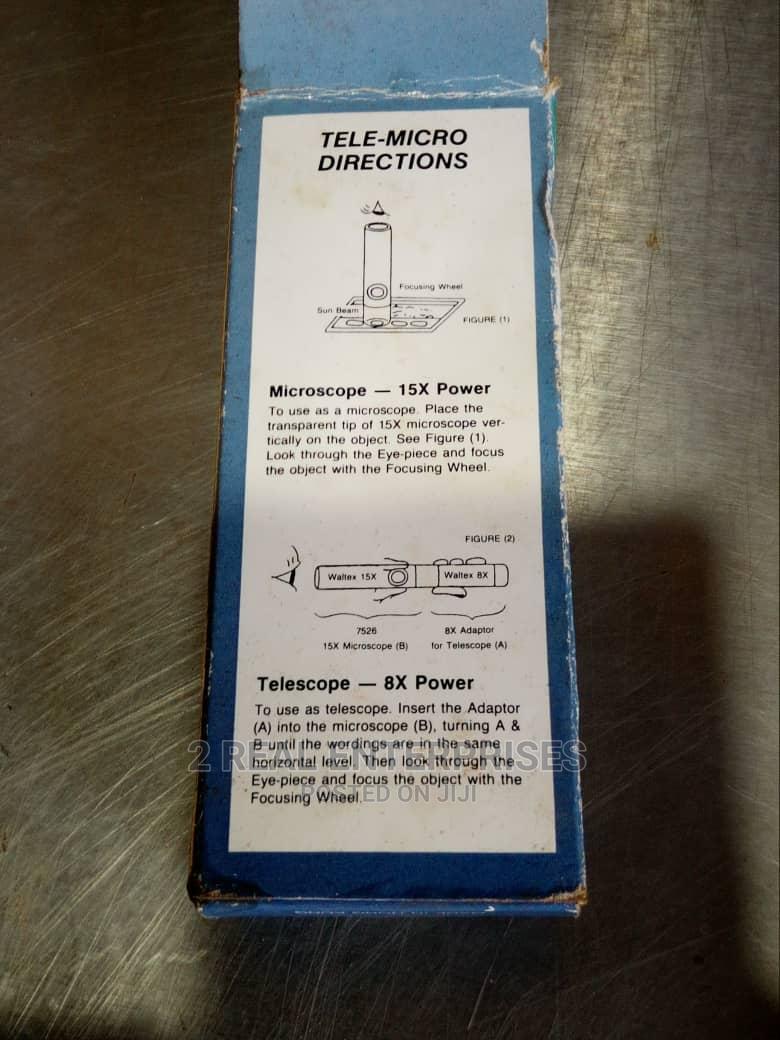 TELE-MICRO
DIRECTIONS
Focusing Wheel
Sun Beam
FIGURE (1)
Microscope — 15X Power
To use as a microscope. Place the
transparent tip of 15X microscope ver-
tically on the object. See Figure (1).
Look through the Eye-piece and focus
the object with the Focusing Wheel.
FIGURE (2)
Waltex 15X
Waltex 8X
7526
15X Microscope (B)
8X Adaptor
for Telescope (A)
Telescope — 8X Power
To use as telescope. Insert the Adaptor
(A) into the microscope (B), turning A &
B until the wordings are in the same
horizontal level. Then look through the
Eye-piece and focus the object with the
Focusing Wheel.
2 REAL ENTERPRISES
POSTED ON JIJI